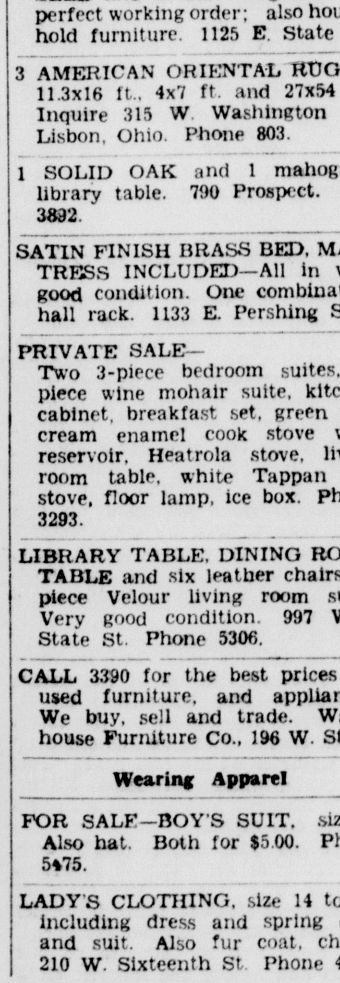 perfect working order; also hou
hold furniture. 1125 E. State
3 AMERICAN ORIENTAL RUG
11.3x16 ft., 4x7 ft. and 27x54
Inquire 315 W. Washington
Lisbon, Ohio. Phone 803.
1 SOLID OAK and 1 mahog
library table. 790 Prospect.
3892.
SATIN FINISH BRASS BED, MA
TRESS INCLUDED—All in v
good condition. One combina
hall rack. 1133 E. Pershing S
PRIVATE SALE—
Two 3-piece bedroom suites,
piece wine mohair suite, kitc
cabinet, breakfast set, green
cream enamel cook stove w
reservoir, Heatrola stove, liv
room table, white Tappan
stove, floor lamp, ice box. Ph
3293.
LIBRARY TABLE, DINING RO
TABLE and six leather chairs
piece Velour living room su
Very good condition. 997 W
State St. Phone 5306.
CALL 3390 for the best prices
used furniture, and applian
We buy, sell and trade. Wa
house Furniture Co., 196 W. St
Wearing Apparel
FOR SALE—BOY'S SUIT, siz
Also hat. Both for $5.00. Ph
5475.
LADY'S CLOTHING, size 14 to
including dress and spring
and suit. Also fur coat, ch
210 W. Sixteenth St. Phone 4